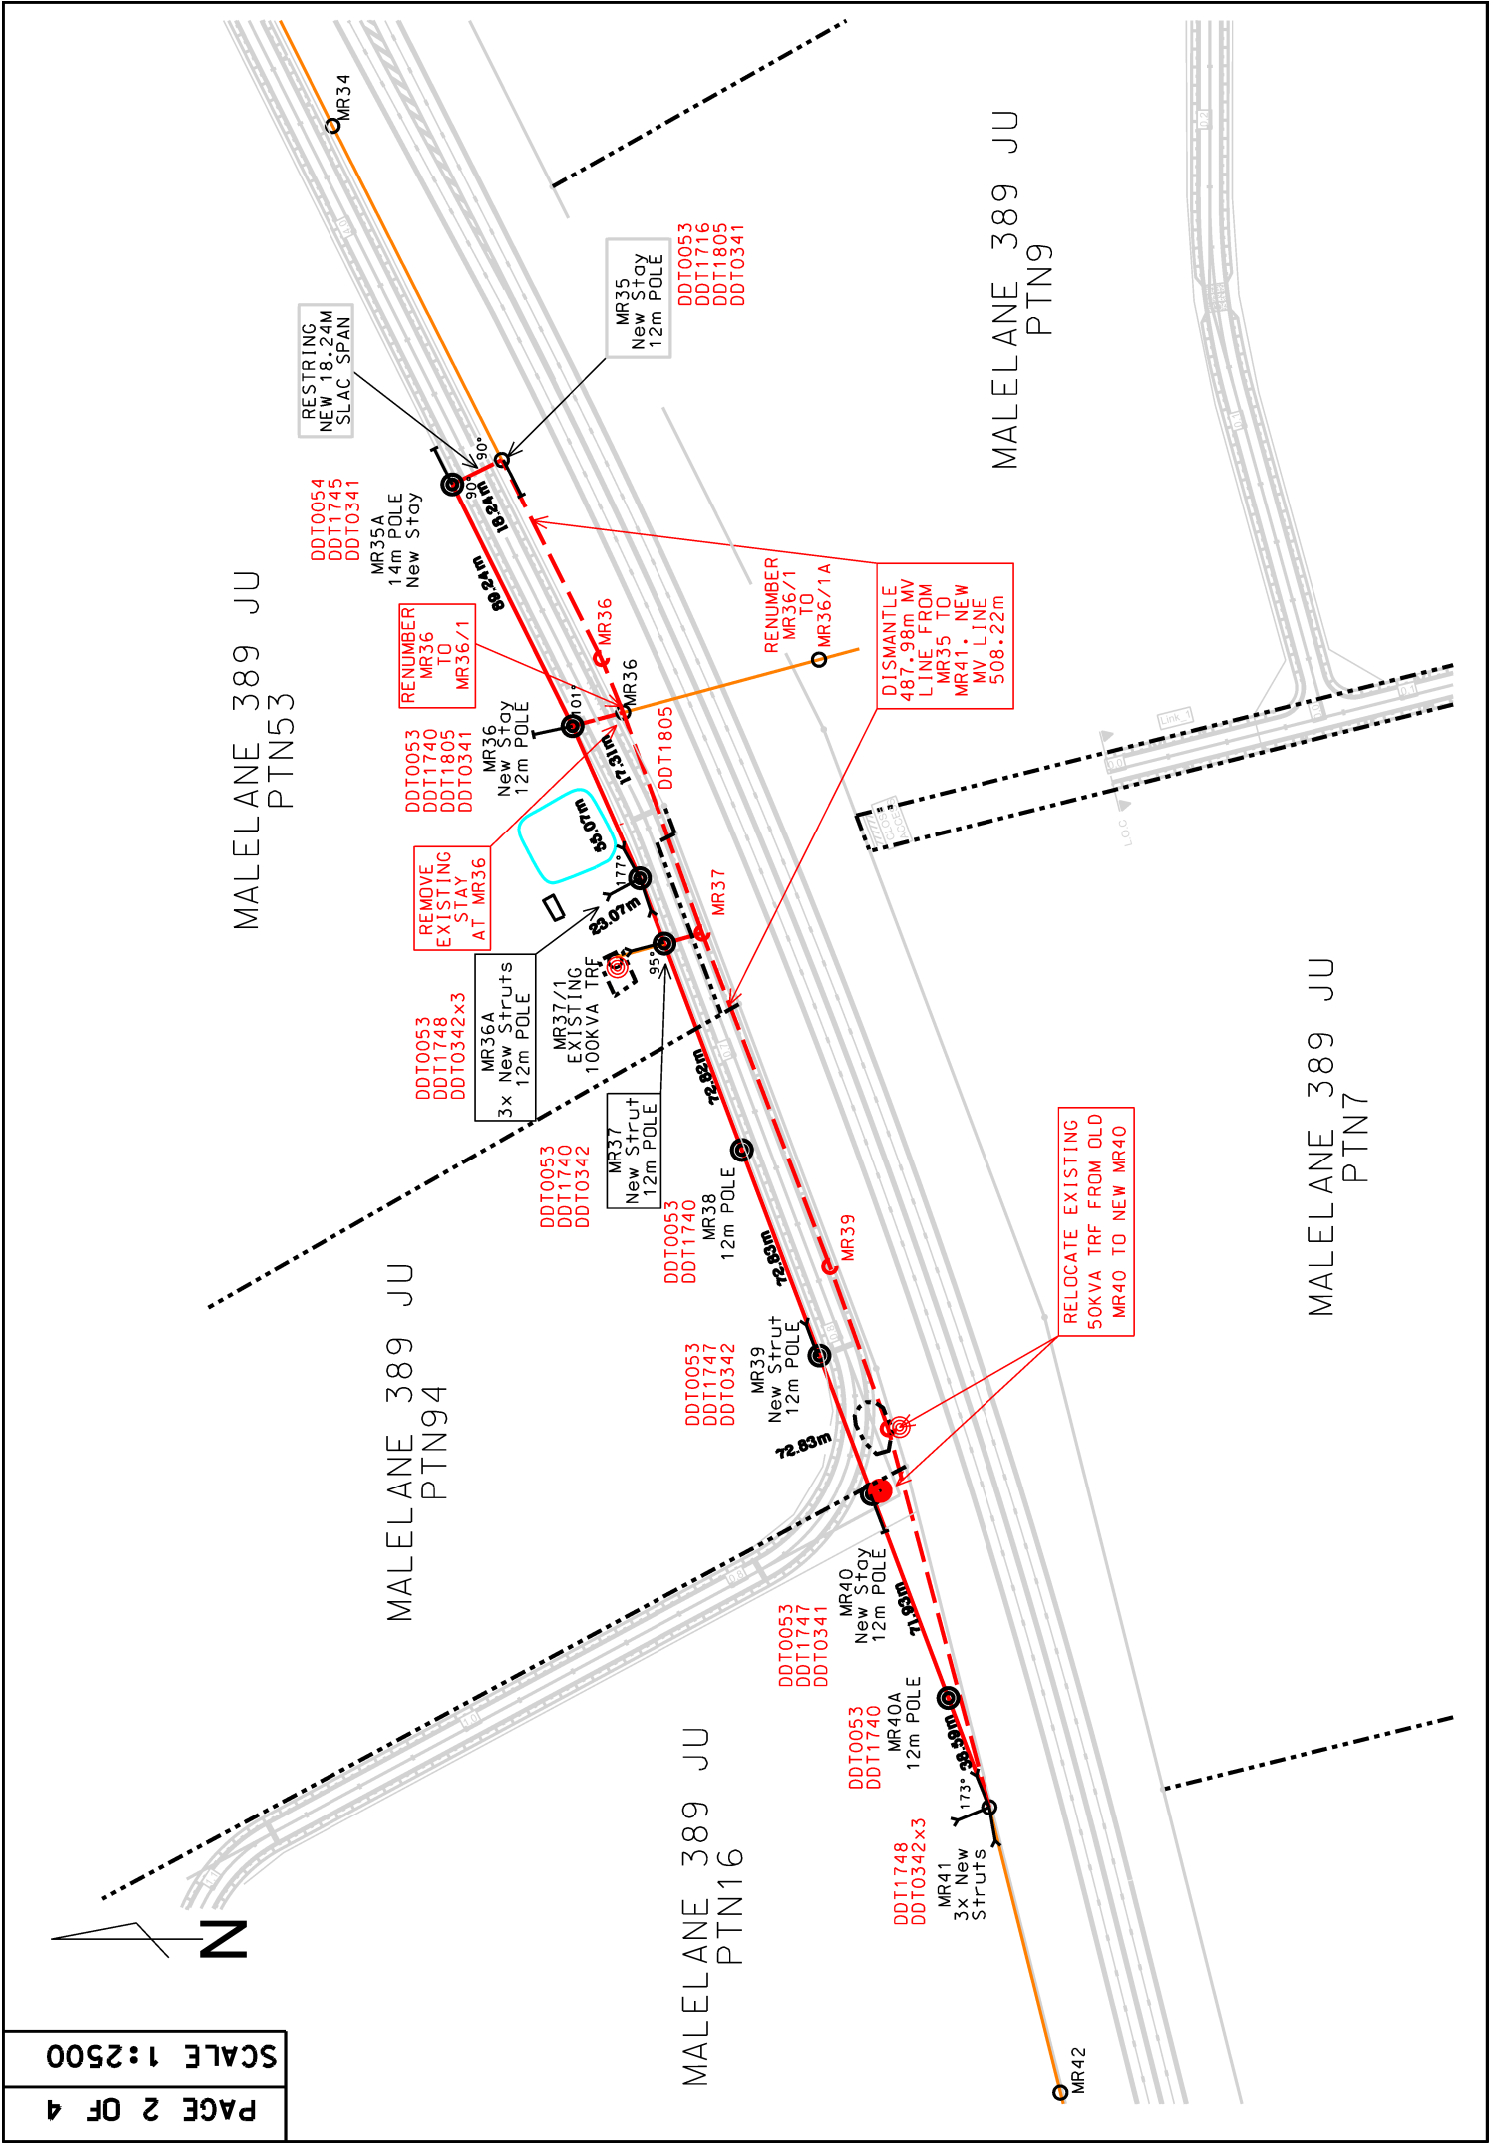 PAGE 2 OF 4
SCALE 1:2500
N
MR34
RESTRING
NEW 18.24M
SLAC SPAN
MR35
New Stay
12m POLE
DDT0053
DDT1716
DDT1805
DDT0341
MALELANE 389 JU
PTN9
90°
90°
18.24m
DDT0054
DDT1745
DDT0341
MR35A
14m POLE
New Stay
89.24m
MALELANE 389 JU
PTN53
RENUMBER
MR36
TO
MR36/1
MR36
RENUMBER
MR36/1
TO
MR36/1A
DISMANTLE
487.98m MV
LINE FROM
MR35 TO
MR41. NEW
MV LINE
508.22m
101°
MR36
DDT0053
DDT1740
DDT1805
DDT0341
MR36
New Stay
12m POLE
17.31m
DDT1805
55.07m
REMOVE
EXISTING
STAY
AT MR36
177°
MR37
23.07m
DDT0053
DDT1748
DDT0342x3
MR36A
3x New Struts
12m POLE
MR37/1
EXISTING
100KVA TRF
95°
Link_1
L.O.C
72.82m
DDT0053
DDT1740
DDT0342
MR37
New Strut
12m POLE
DDT0053
DDT1740
MR38
12m POLE
72.83m
MR39
DDT0053
DDT1747
DDT0342
MR39
New Strut
12m POLE
72.83m
RELOCATE EXISTING
50KVA TRF FROM OLD
MR40 TO NEW MR40
MALELANE 389 JU
PTN7
MALELANE 389 JU
PTN94
DDT0053
DDT1747
DDT0341
MR40
New Stay
12m POLE
71.93m
DDT0053
DDT1740
MR40A
12m POLE
38.59m
173°
DDT1748
DDT0342x3
MR41
3x New
Struts
MALELANE 389 JU
PTN16
MR42